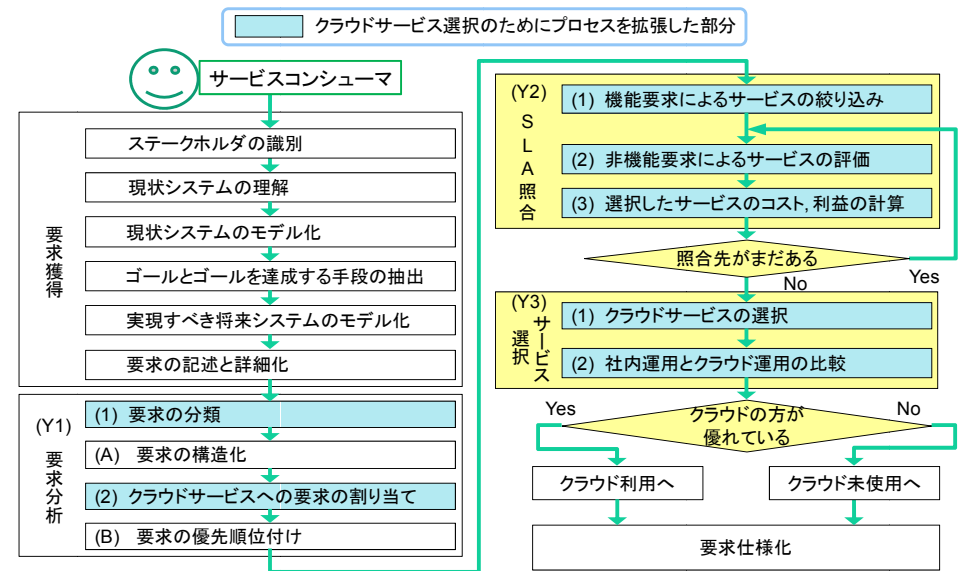 クラウドサービス選択のためにプロセスを拡張した部分
サービスコンシューマ
要求獲得
ステークホルダの識別
現状システムの理解
現状システムのモデル化
ゴールとゴールを達成する手段の抽出
実現すべき将来システムのモデル化
要求の記述と詳細化
(Y1)
要求分析
(1) 要求の分類
(A) 要求の構造化
(2) クラウドサービスへの要求の割り当て
(B) 要求の優先順位付け
(Y2)
SLA照合
(1) 機能要求によるサービスの絞り込み
(2) 非機能要求によるサービスの評価
(3) 選択したサービスのコスト, 利益の計算
照合先がまだある
Yes
No
(Y3)
サービス
選択
(1) クラウドサービスの選択
(2) 社内運用とクラウド運用の比較
Yes
クラウドの方が
優れている
No
クラウド利用へ
クラウド未使用へ
要求仕様化